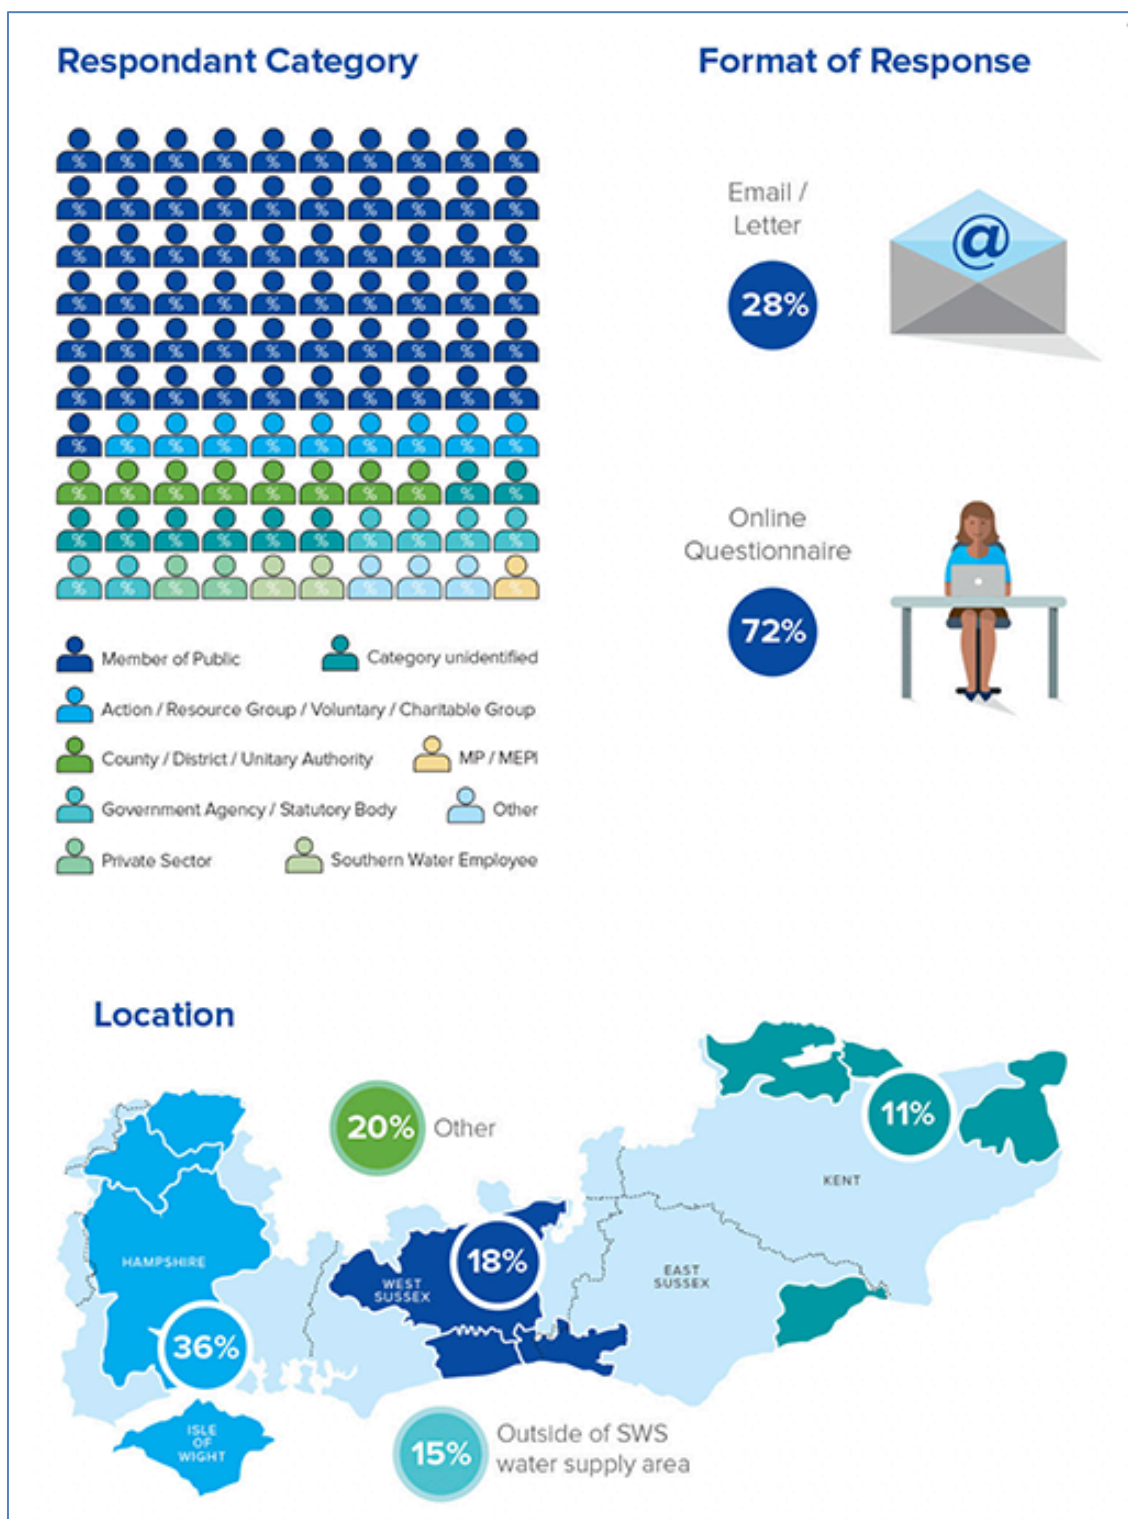 Respondant Category
% % % % % % % % % %
% % % % % % % % % %
% % % % % % % % % %
% % % % % % % % % %
% % % % % % % % % %
% % % % % % % % % %
% % % % % % % % % %
% % % % % % % % % %
% % % % % % % % % %
% % % % % % % % % %
Member of Public
Category unidentified
Action / Resource Group / Voluntary / Charitable Group
County / District / Unitary Authority
MP / MEPI
Government Agency / Statutory Body
Other
Private Sector
Southern Water Employee
Format of Response
Email /
Letter
28%
@
Online
Questionnaire
72%
Location
20% Other
11%
KENT
HAMPSHIRE
18%
WEST
SUSSEX
EAST
SUSSEX
36%
ISLE
OF
WIGHT
15%
Outside of SWS
water supply area